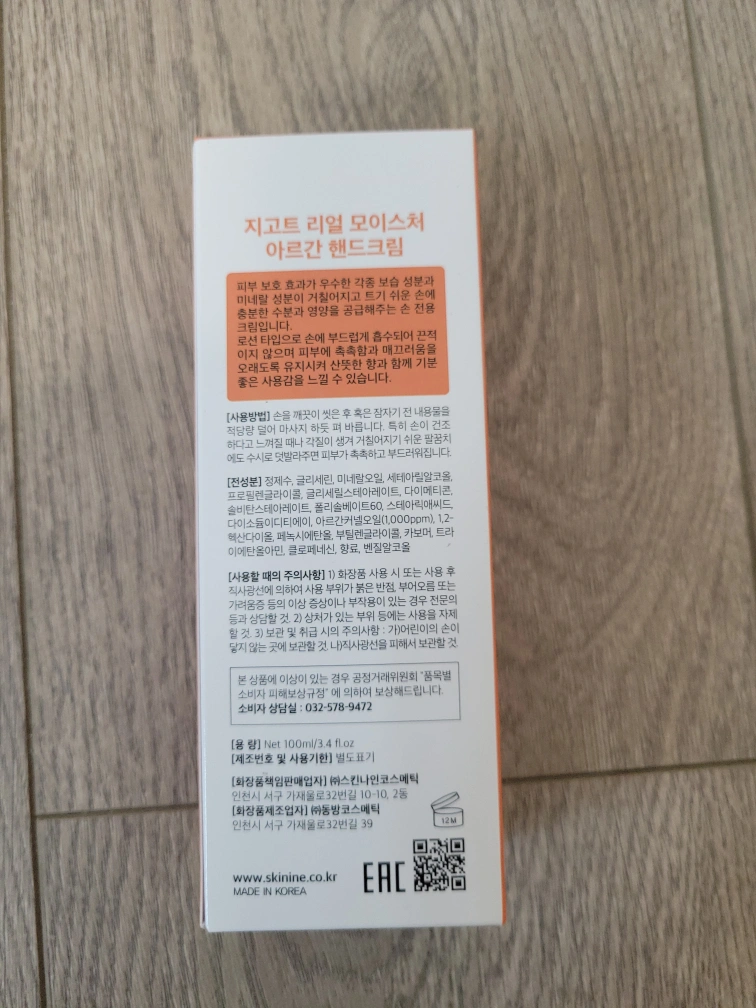 지고트 리얼 모이스처
아르간 핸드크림
피부 보호 효과가 우수한 각종 보습 성분과
미네랄 성분이 거칠어지고 트기 쉬운 손에
충분한 수분과 영양을 공급해주는 손 전용
크림입니다.
로션 타입으로 손에 부드럽게 흡수되어 끈적
이지 않으며 피부에 촉촉함과 매끄러움을
오래도록 유지시켜 산뜻한 향과 함께 기분
좋은 사용감을 느낄 수 있습니다.
[사용방법] 손을 깨끗이 씻은 후 혹은 잠자기 전 내용물을
적당량 덜어 마사지 하듯 펴 바릅니다. 특히 손이 건조
하다고 느껴질 때나 각질이 생겨 거칠어지기 쉬운 팔꿈치
에도 수시로 덧발라주면 피부가 촉촉하고 부드러워집니다.
[전성분] 정제수, 글리세린, 미네랄오일, 세테아릴알코올,
프로필렌글라이콜, 글리세릴스테아레이트, 다이메티콘,
솔비탄스테아레이트, 폴리솔베이트60, 스테아릭애씨드,
다이소듐이디티에이, 아르간커넬오일(1,000ppm), 1,2-
헥산다이올, 페녹시에탄올, 부틸렌글라이콜, 카보머, 트라
이에탄올아민, 클로페네신, 향료, 벤질알코올
[사용할 때의 주의사항] 1) 화장품 사용 시 또는 사용 후
직사광선에 의하여 사용 부위가 붉은 반점, 부어오름 또는
가려움증 등의 이상 증상이나 부작용이 있는 경우 전문의
등과 상담할 것. 2) 상처가 있는 부위 등에는 사용을 자제
할 것. 3) 보관 및 취급 시의 주의사항 : 가)어린이의 손이
닿지 않는 곳에 보관할 것. 나)직사광선을 피해서 보관할 것.
본 상품에 이상이 있는 경우 공정거래위원회 "품목별
소비자 피해보상규정" 에 의하여 보상해드립니다.
소비자 상담실 : 032-578-9472
[용 량] Net 100ml/3.4 fl.oz
[제조번호 및 사용기한] 별도표기
[화장품책임판매업자] ㈜스킨나인코스메틱
인천시 서구 가재울로32번길 10-10, 2동
[화장품제조업자] ㈜동방코스메틱
인천시 서구 가재울로32번길 39
12M
www.skinine.co.kr
MADE IN KOREA
EAC